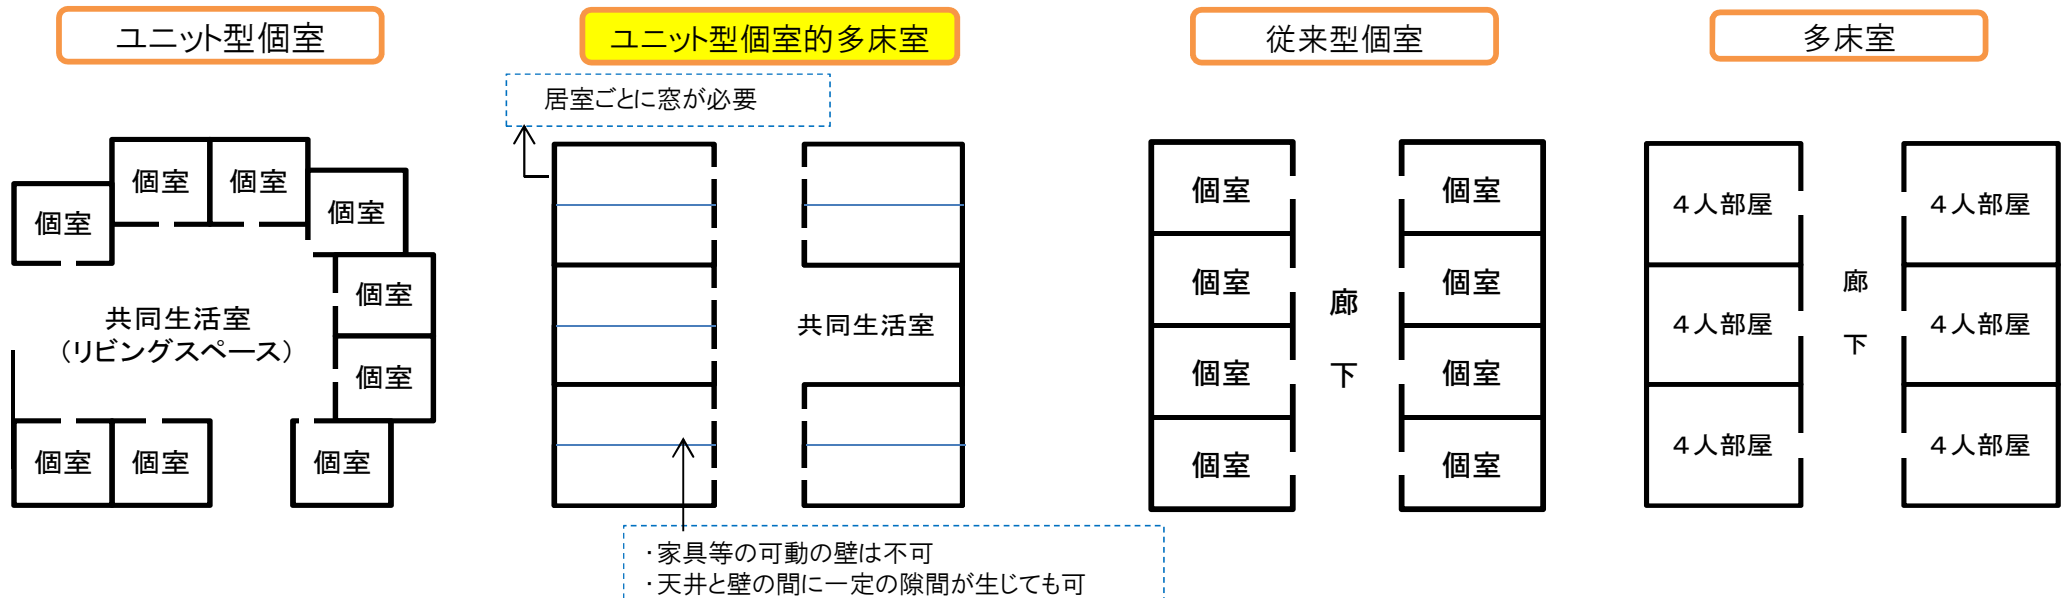 ユニット型個室
ユニット型個室的多床室
従来型個室
多床室
居室ごとに窓が必要
個室
個室
個室
個室
個室
個室
個室
個室
個室
共同生活室
（リビングスペース）
共同生活室
・家具等の可動の壁は不可
・天井と壁の間に一定の隙間が生じても可
個室
個室
個室
個室
個室
個室
個室
個室
廊
下
４人部屋
４人部屋
４人部屋
４人部屋
４人部屋
４人部屋
廊
下